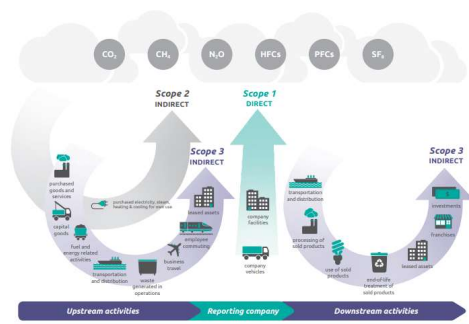 CO₂
CH₄
N₂O
HFCs
PFCs
SF₆
Scope 2
INDIRECT
Scope 1
DIRECT
Scope 3
INDIRECT
Scope 3
INDIRECT
purchased
goods and
services
capital
goods
fuel and
energy related
activities
transportation
and distribution
waste
generated in
operations
business
travel
employee
commuting
leased assets
purchased electricity, steam,
heating & cooling for own use
company
facilities
company
vehicles
transportation
and distribution
processing of
sold products
use of sold
products
end-of-life
treatment of
sold products
leased assets
franchises
investments
Upstream activities
Reporting company
Downstream activities